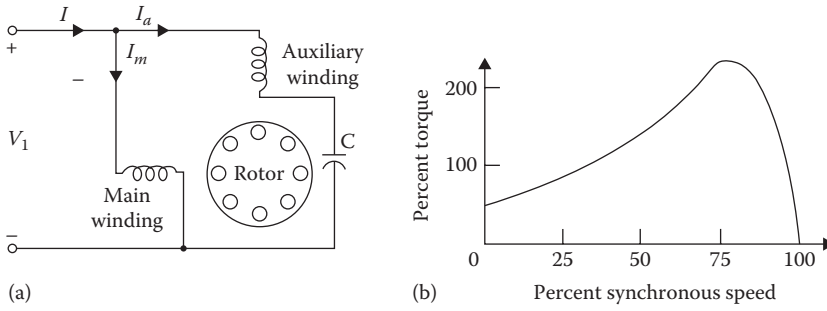 I
I_a
+
I_m
−
Auxiliary
winding
V_1
C
Rotor
Main
winding
−
(a)
Percent torque
200
100
0
25
50
75
100
Percent synchronous speed
(b)